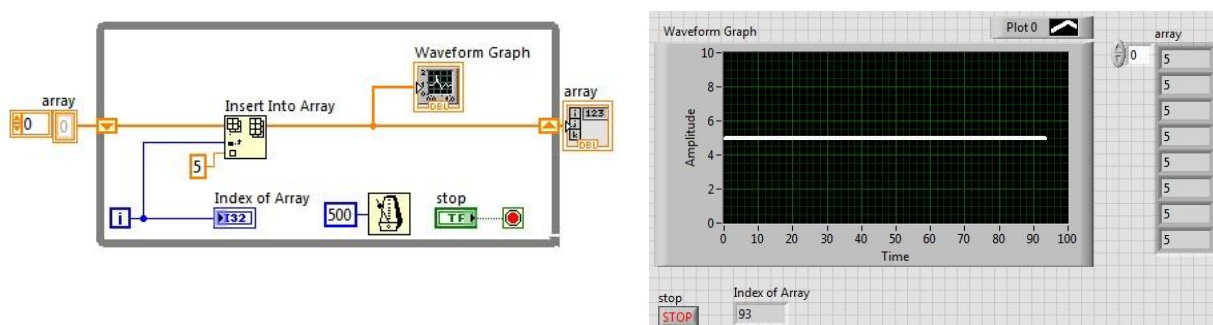 Waveform Graph
DBL
array
0
0
Insert Into Array
5
array
i 123
j
k
DBL
i
Index of Array
I32
500
stop
TF
Waveform Graph
Plot 0
10
8
6
4
2
0
Amplitude
0 10 20 30 40 50 60 70 80 90 100
Time
array
0
5
5
5
5
5
5
5
5
stop
STOP
Index of Array
93